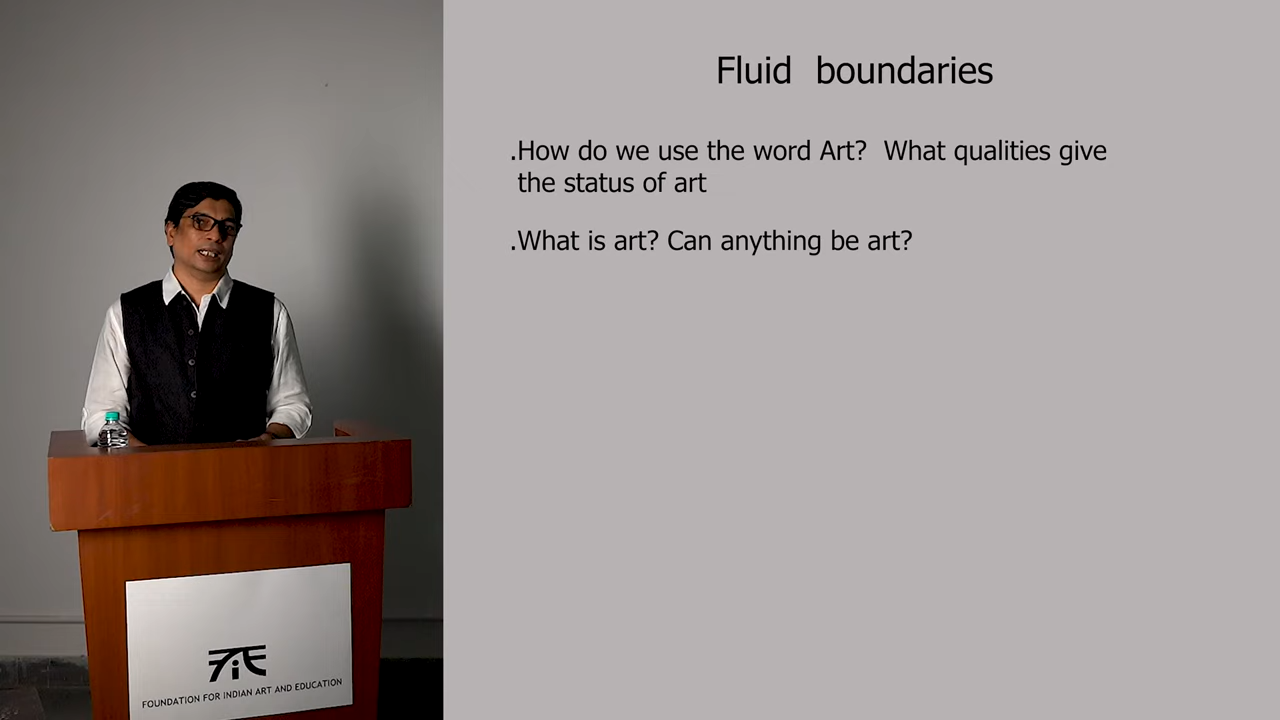 Fluid boundaries
.How do we use the word Art? What qualities give
the status of art
.What is art? Can anything be art?
FiE
FOUNDATION FOR INDIAN ART AND EDUCATION